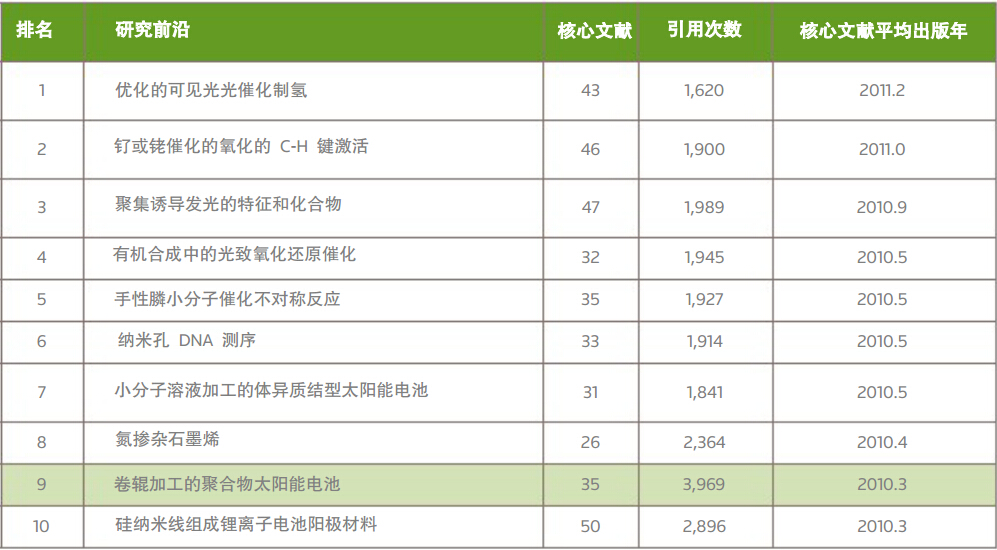 排名 研究前沿 核心文献 引用次数 核心文献平均出版年
1 优化的可见光光催化制氢 43 1,620 2011.2
2 钌或铑催化的氧化的 C-H 键激活 46 1,900 2011.0
3 聚集诱导发光的特征和化合物 47 1,989 2010.9
4 有机合成中的光致氧化还原催化 32 1,945 2010.5
5 手性膦小分子催化不对称反应 35 1,927 2010.5
6 纳米孔 DNA 测序 33 1,914 2010.5
7 小分子溶液加工的体异质结型太阳能电池 31 1,841 2010.5
8 氮掺杂石墨烯 26 2,364 2010.4
9 卷辊加工的聚合物太阳能电池 35 3,969 2010.3
10 硅纳米线组成锂离子电池阳极材料 50 2,896 2010.3